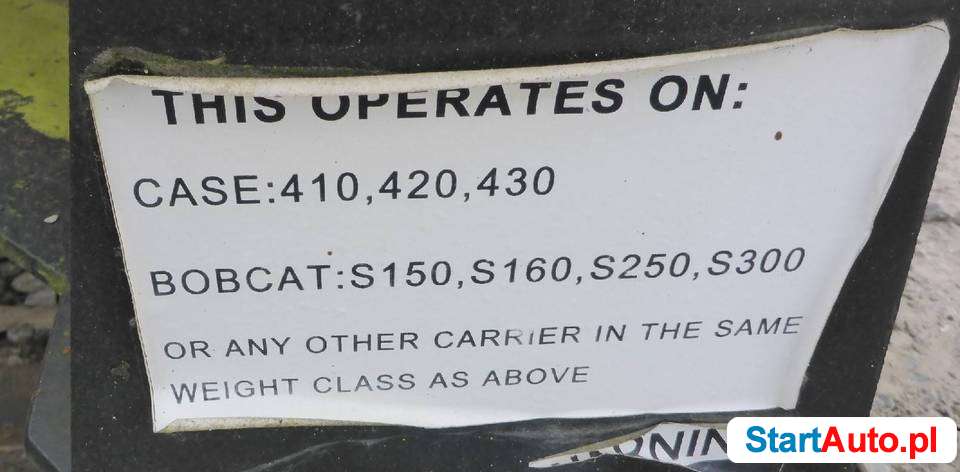 THIS OPERATES ON:
CASE:410,420,430
BOBCAT:S150,S160,S250,S300
OR ANY OTHER CARRIER IN THE SAME
WEIGHT CLASS AS ABOVE
StartAuto.pl